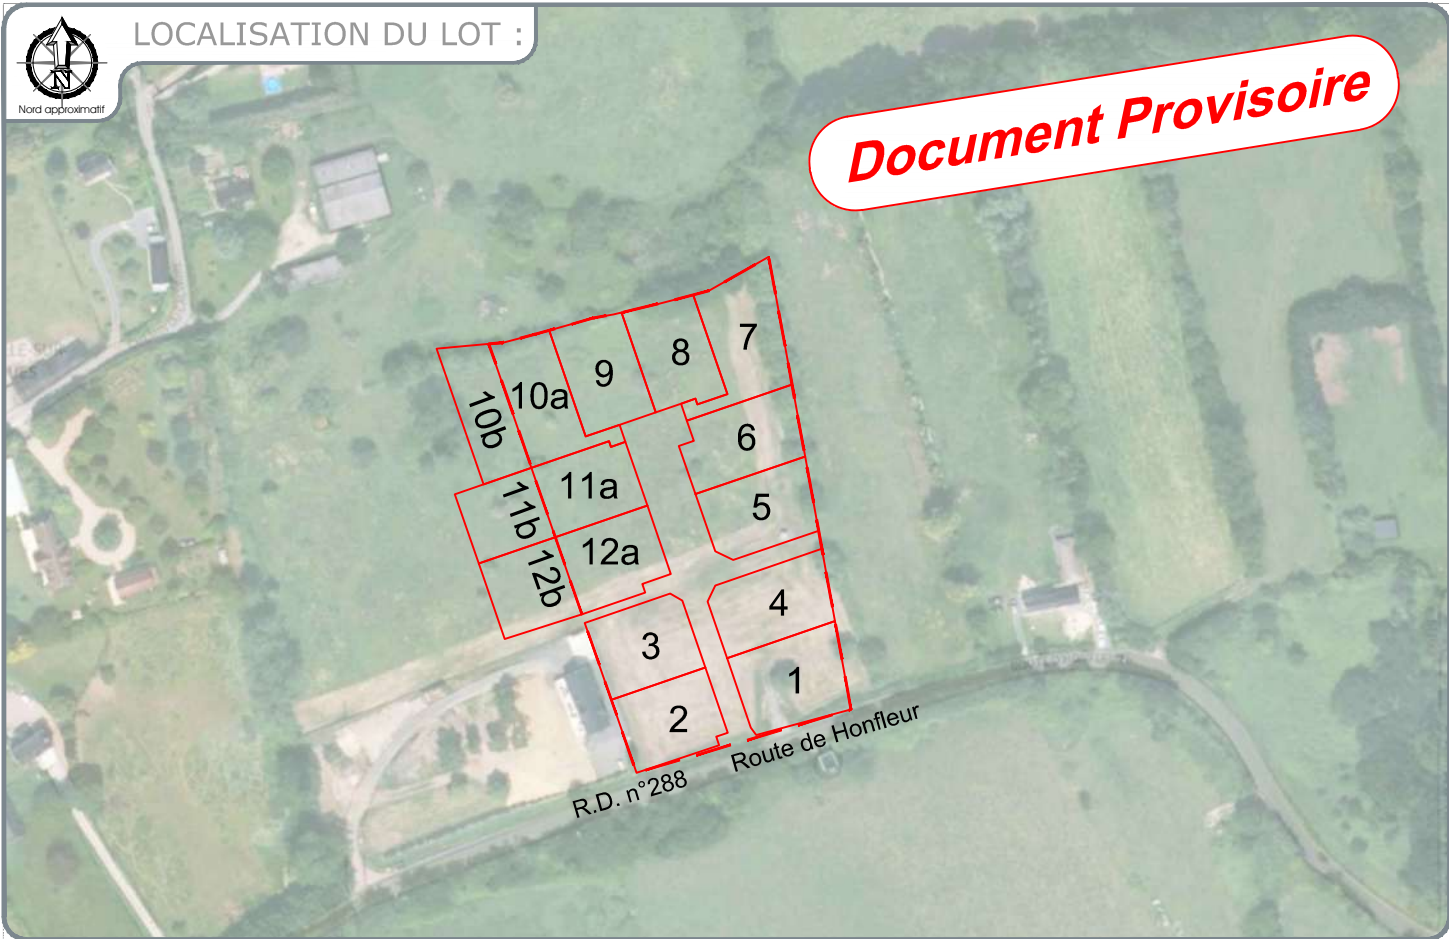 LOCALISATION DU LOT :
N
Nord approximatif
Document Provisoire
7
8
9
10a
10b
6
11a
11b
5
12a
12b
4
3
1
2
Route de Honfleur
R.D. n°288